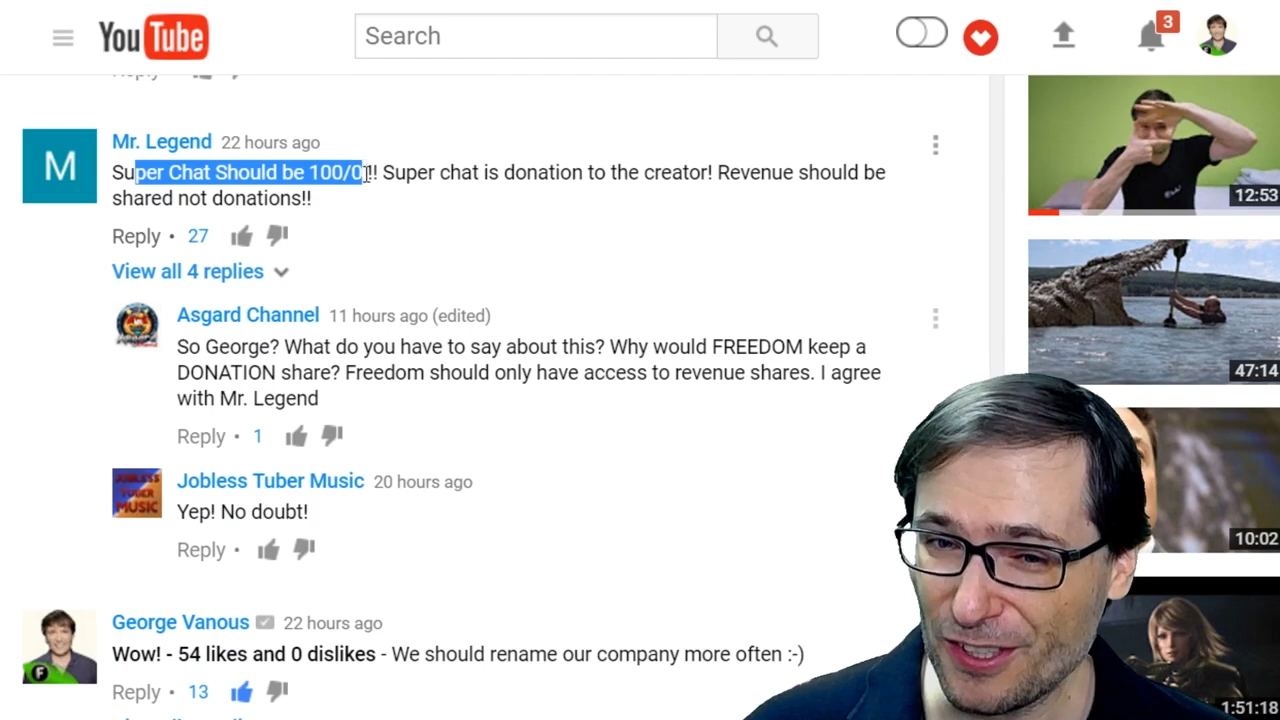 YouTube
Search
3
Reply
M
Mr. Legend 22 hours ago
Super Chat Should be 100/0!! Super chat is donation to the creator! Revenue should be
shared not donations!!
Reply • 27
View all 4 replies
Asgard Channel 11 hours ago (edited)
So George? What do you have to say about this? Why would FREEDOM keep a
DONATION share? Freedom should only have access to revenue shares. I agree
with Mr. Legend
Reply • 1
JOBLESS
TUBER
MUSIC
Jobless Tuber Music 20 hours ago
Yep! No doubt!
Reply •
F
George Vanous 22 hours ago
Wow! - 54 likes and 0 dislikes - We should rename our company more often :-)
Reply • 13
12:53
47:14
10:02
1:51:18